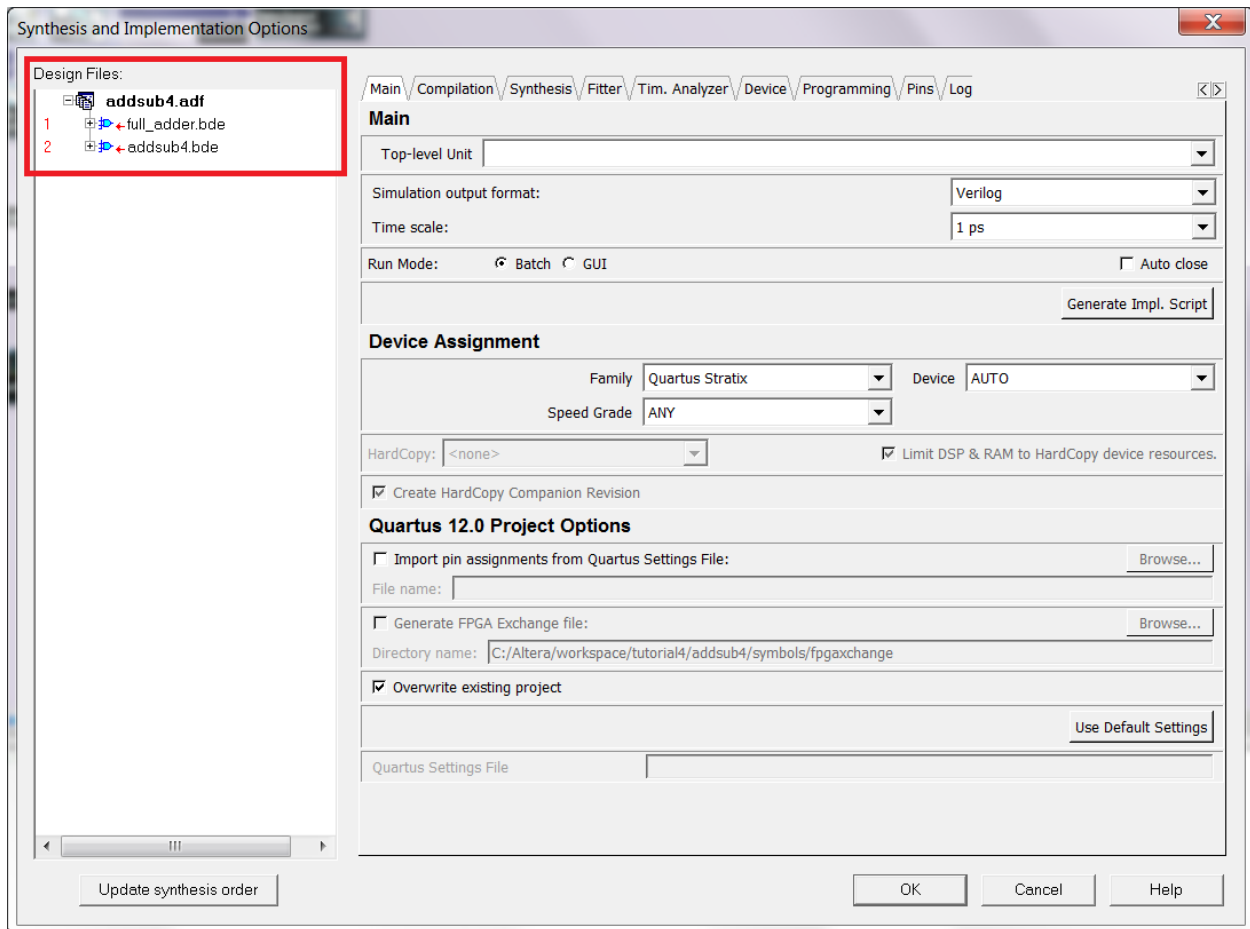 Synthesis and Implementation Options
Design Files:
addsub4.adf
1 full_adder.bde
2 addsub4.bde
Update synthesis order
Main Compilation Synthesis Fitter Tim. Analyzer Device Programming Pins Log
Main
Top-level Unit
Simulation output format: Verilog
Time scale: 1 ps
Run Mode: Batch GUI Auto close
Generate Impl. Script
Device Assignment
Family Quartus Stratix Device AUTO
Speed Grade ANY
HardCopy: <none> Limit DSP & RAM to HardCopy device resources.
Create HardCopy Companion Revision
Quartus 12.0 Project Options
Import pin assignments from Quartus Settings File: Browse...
File name:
Generate FPGA Exchange file: Browse...
Directory name: C:/Altera/workspace/tutorial4/addsub4/symbols/fpgaxchange
Overwrite existing project
Use Default Settings
Quartus Settings File
OK Cancel Help